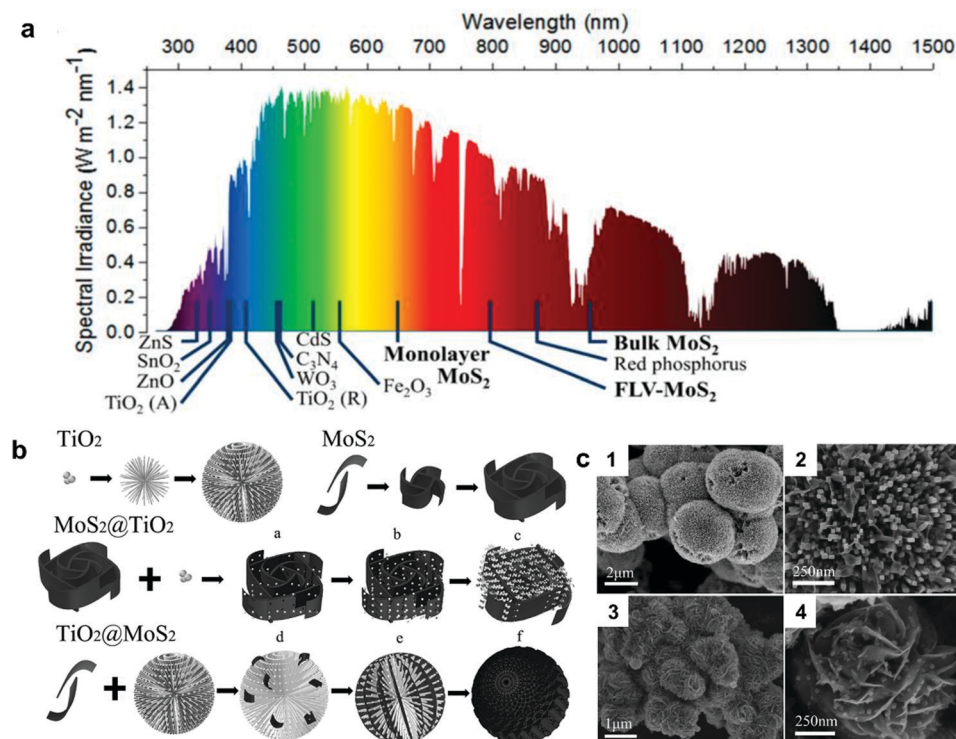 a
Wavelength (nm)
300 400 500 600 700 800 900 1000 1100 1200 1300 1400 1500
Spectral Irradiance (W m⁻² nm⁻¹)
1.4
1.2
1.0
0.8
0.6
0.4
0.2
0.0
ZnS
SnO₂
ZnO
TiO₂ (A)
CdS
C₃N₄
WO₃
TiO₂ (R)
Fe₂O₃
Monolayer
MoS₂
Bulk MoS₂
Red phosphorus
FLV-MoS₂
b
TiO₂
MoS₂
MoS₂@TiO₂
a b c
TiO₂@MoS₂
d e f
c
1
2μm
2
250nm
3
1μm
4
250nm